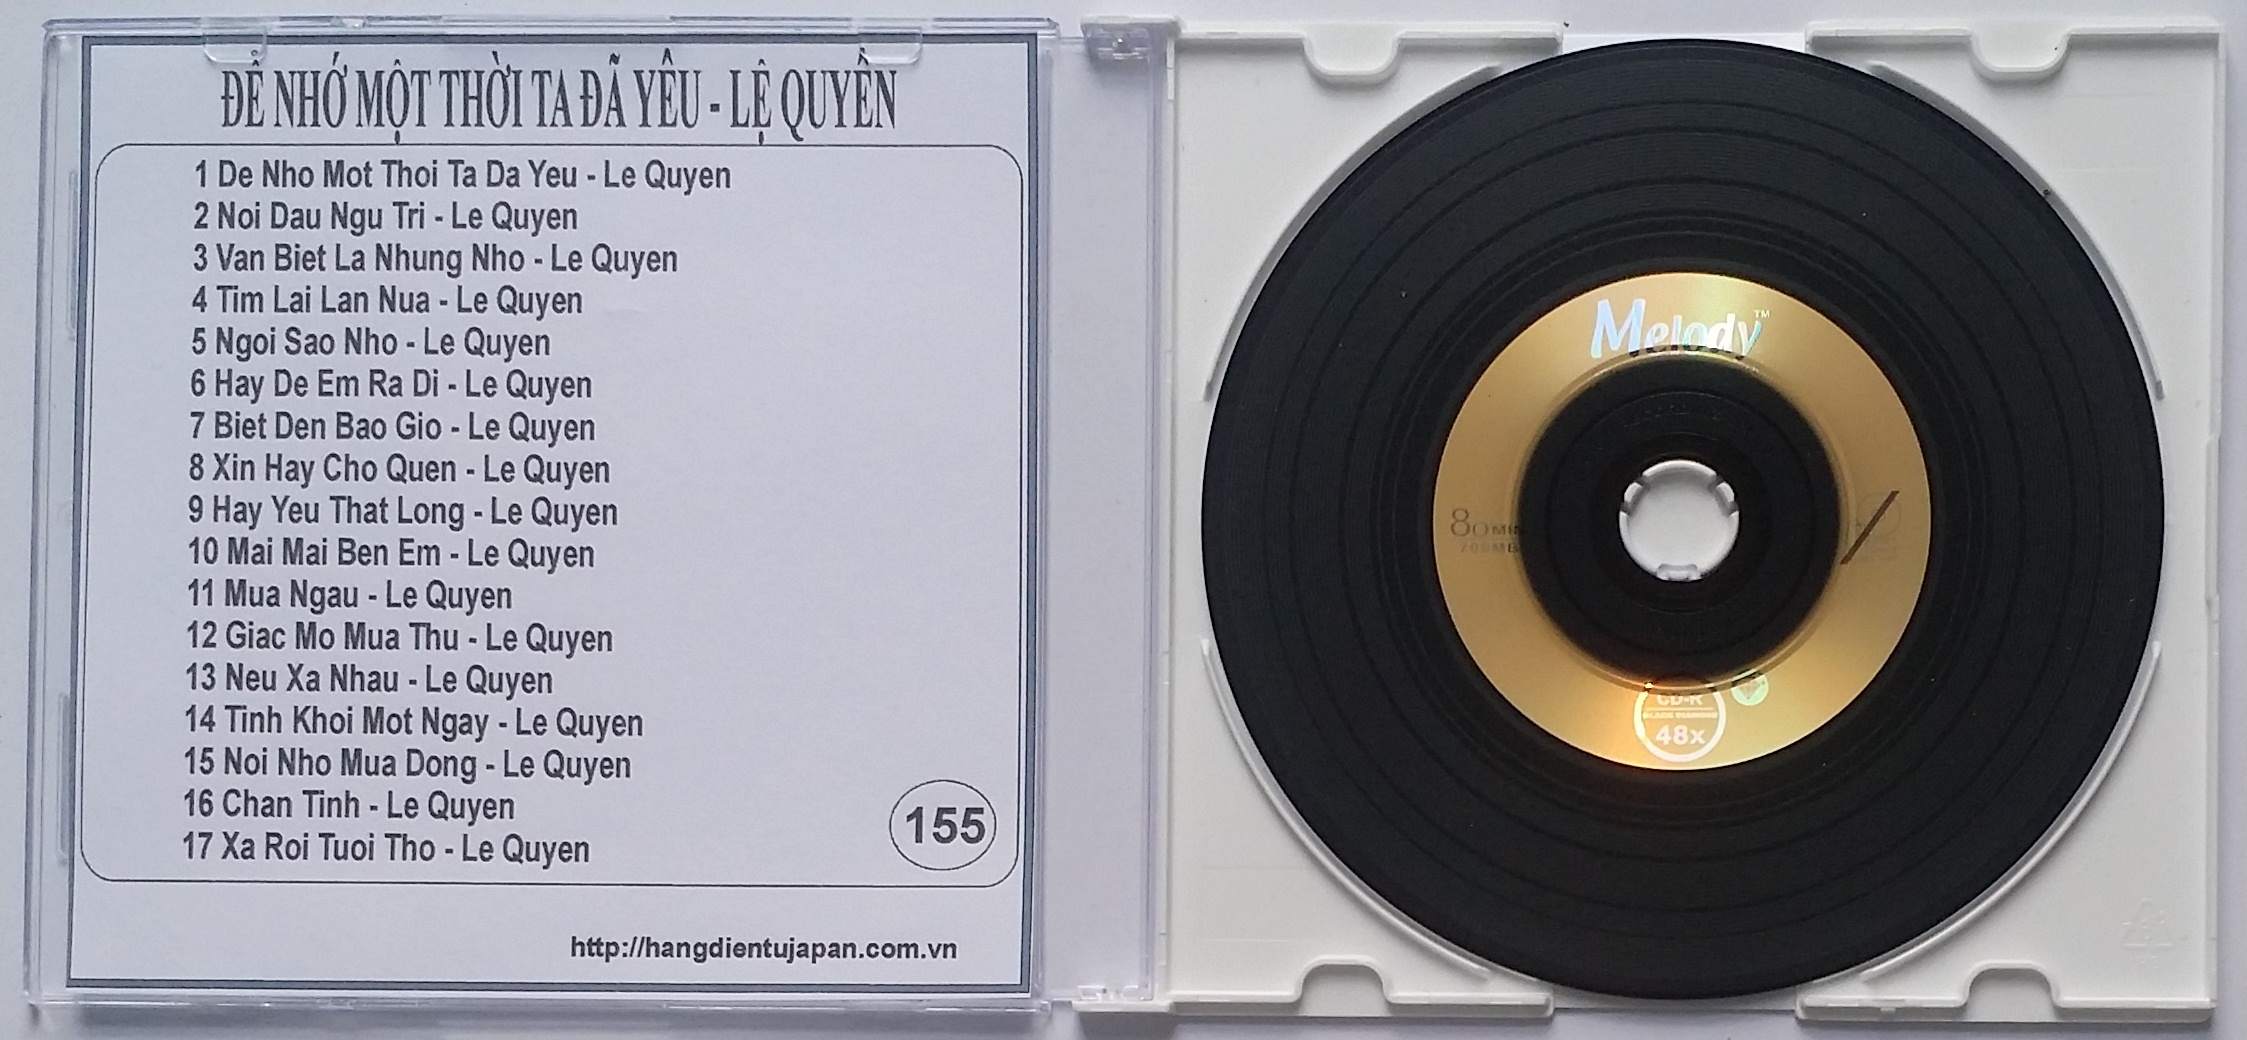 ĐỂ NHỚ MỘT THỜI TA ĐÃ YÊU - LỆ QUYỀN
1 De Nho Mot Thoi Ta Da Yeu - Le Quyen
2 Noi Dau Ngu Tri - Le Quyen
3 Van Biet La Nhung Nho - Le Quyen
4 Tim Lai Lan Nua - Le Quyen
5 Ngoi Sao Nho - Le Quyen
6 Hay De Em Ra Di - Le Quyen
7 Biet Den Bao Gio - Le Quyen
8 Xin Hay Cho Quen - Le Quyen
9 Hay Yeu That Long - Le Quyen
10 Mai Mai Ben Em - Le Quyen
11 Mua Ngau - Le Quyen
12 Giac Mo Mua Thu - Le Quyen
13 Neu Xa Nhau - Le Quyen
14 Tinh Khoi Mot Ngay - Le Quyen
15 Noi Nho Mua Dong - Le Quyen
16 Chan Tinh - Le Quyen
17 Xa Roi Tuoi Tho - Le Quyen
155
http://hangdientujapan.com.vn
Melody™
80 MIN
700MB
CD-R
48x